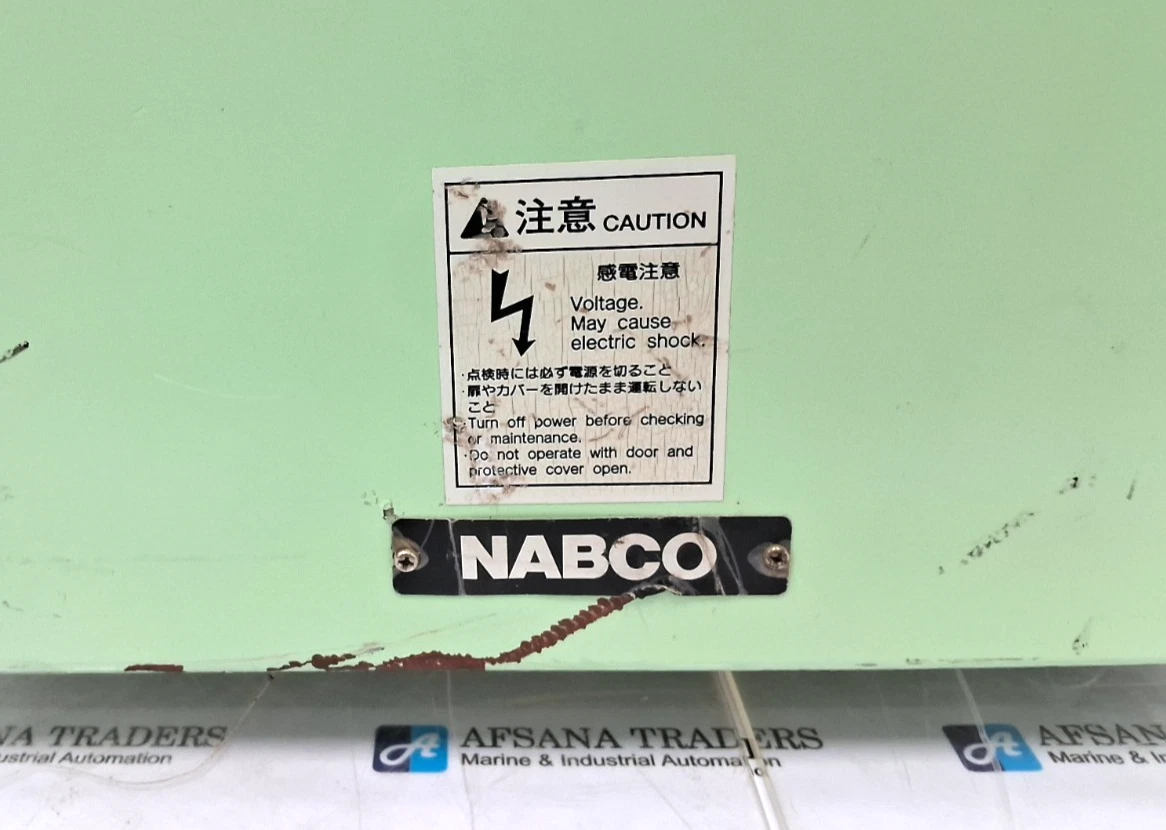 注意 CAUTION
感電注意
Voltage.
May cause
electric shock.
・点検時には必ず電源を切ること
・扉やカバーを開けたまま運転しない
こと
・Turn off power before checking
or maintenance.
・Do not operate with door and
protective cover open.
NABCO
NA TRADERS
ustrial Automation
AFSANA TRADERS
Marine & Industrial Automation
AFSAN
Marine & In